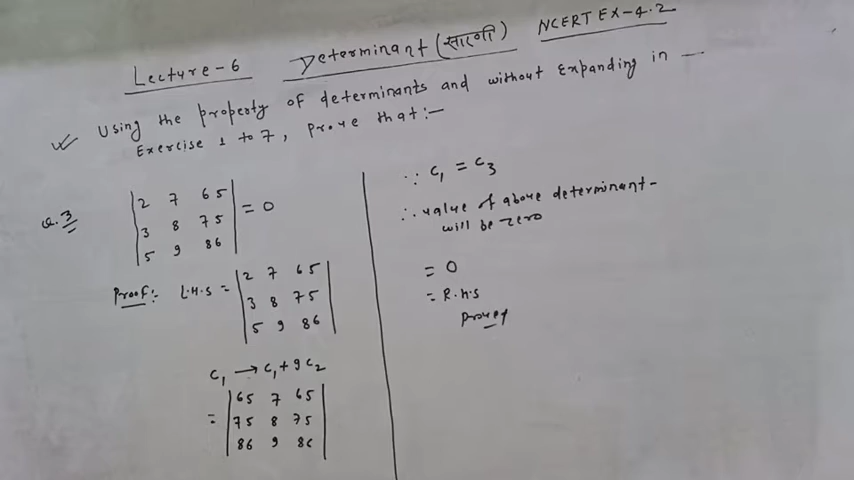 Lecture-6 Determinant (सारणी) NCERT EX-4.2
Using the property of determinants and without Expanding in —
Exercise 1 to 7, prove that:—
Q.3
|2 7 65|
|3 8 75| = 0
|5 9 86|
Proof:- L.H.S =
|2 7 65|
|3 8 75|
|5 9 86|
C₁ → C₁ + 9C₂
=
|65 7 65|
|75 8 75|
|86 9 86|
∵ C₁ = C₃
∴ value of above determinant-
will be zero
= 0
= R.H.S
Proved